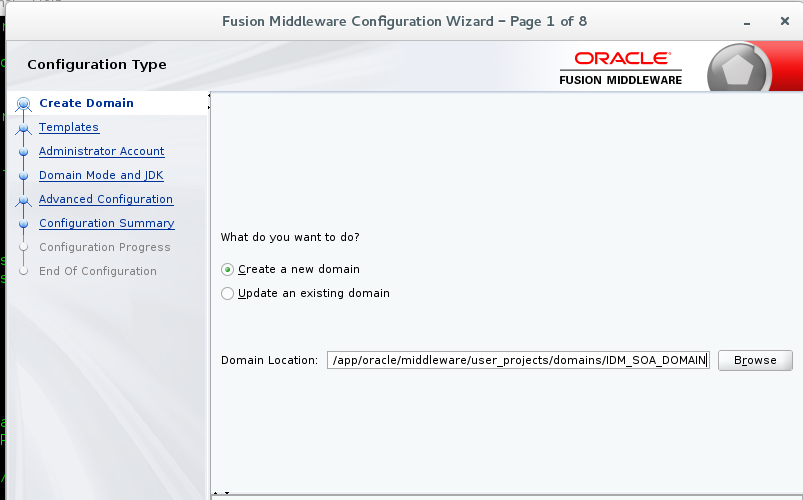 Fusion Middleware Configuration Wizard – Page 1 of 8
Configuration Type
ORACLE
FUSION MIDDLEWARE
Create Domain
Templates
Administrator Account
Domain Mode and JDK
Advanced Configuration
Configuration Summary
Configuration Progress
End Of Configuration
What do you want to do?
Create a new domain
Update an existing domain
Domain Location:
/app/oracle/middleware/user_projects/domains/IDM_SOA_DOMAIN
Browse